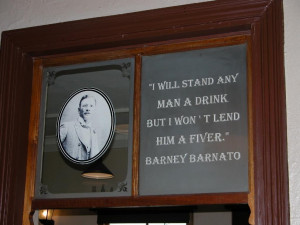 "I WILL STAND ANY
MAN A DRINK
BUT I WON'T LEND
HIM A FIVER."
BARNEY BARNATO